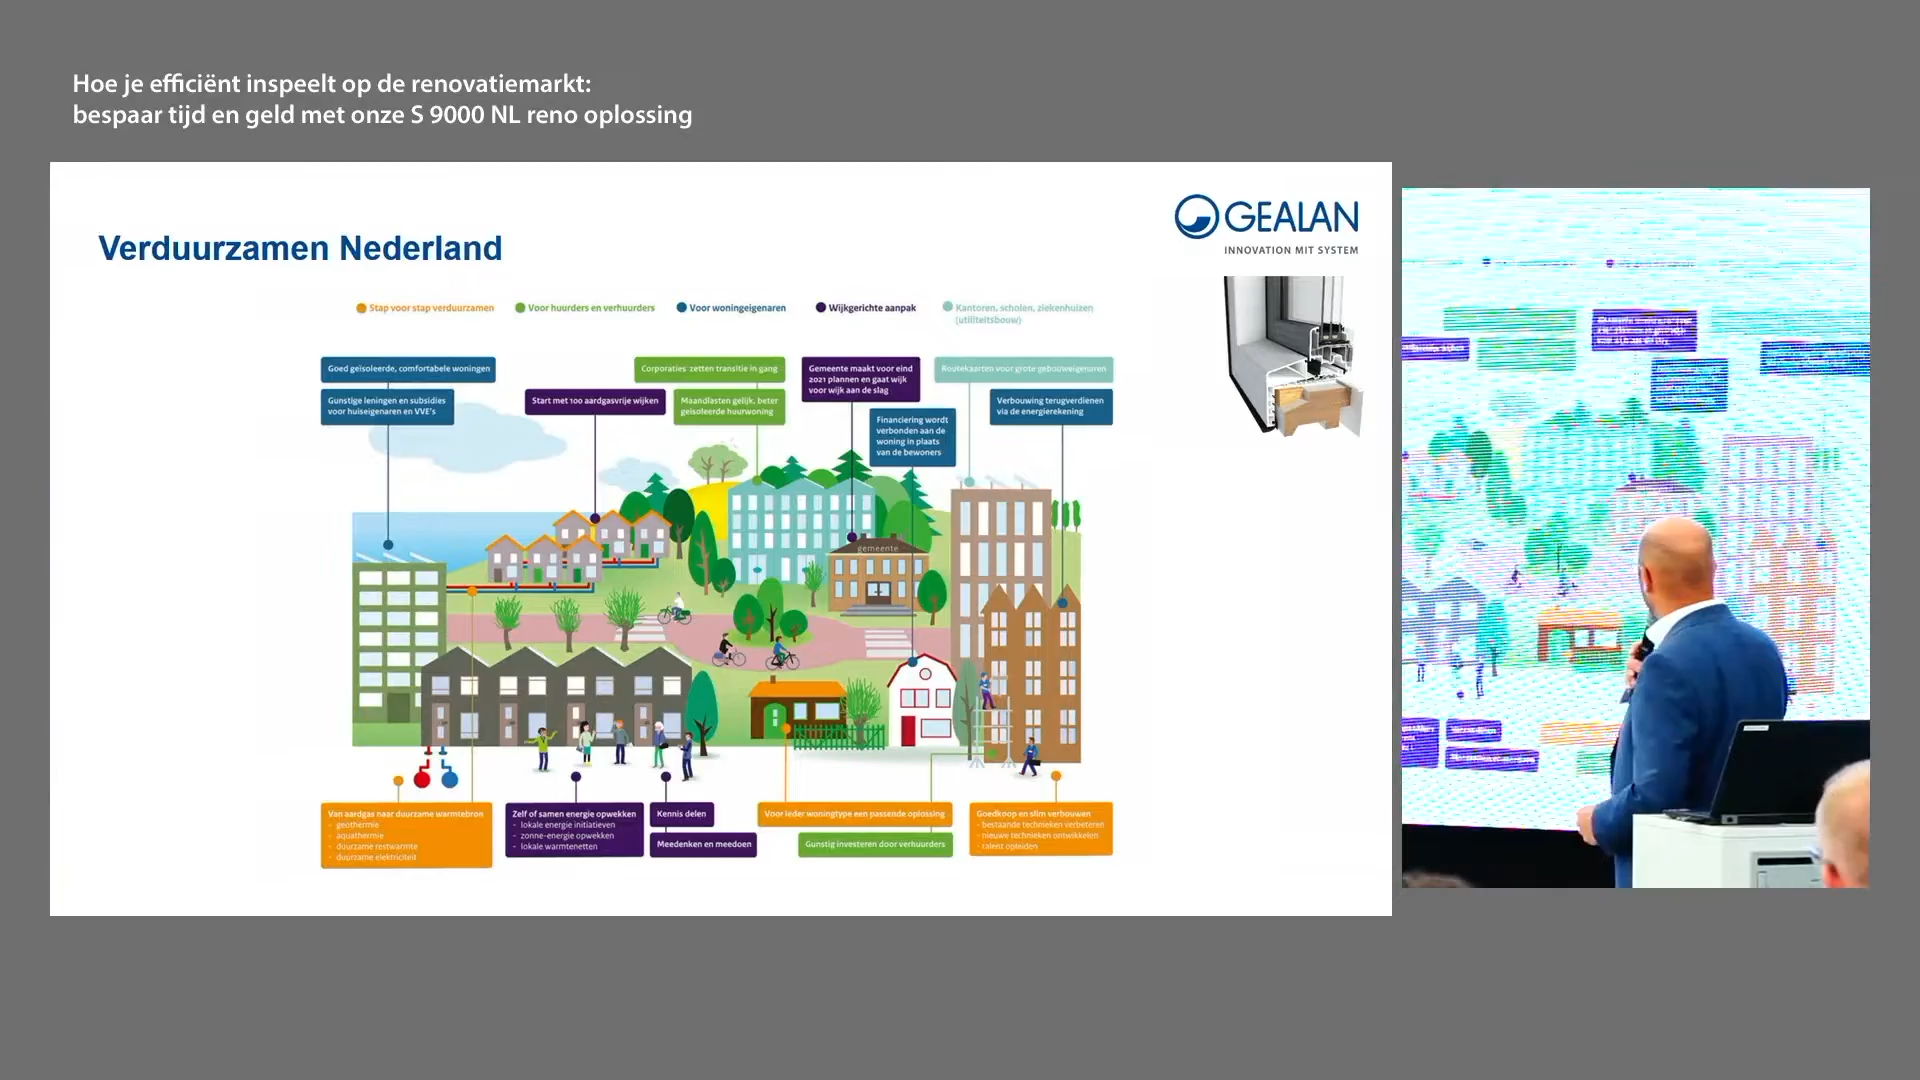 Hoe je efficiënt inspeelt op de renovatiemarkt:
bespaar tijd en geld met onze S 9000 NL reno oplossing
GEALAN
INNOVATION MIT SYSTEM
Verduurzamen Nederland
Stap voor stap verduurzamen
Voor huurders en verhuurders
Voor woningeigenaren
Wijkgerichte aanpak
Kantoren, scholen, ziekenhuizen
(utiliteitsbouw)
Goed geïsoleerde, comfortabele woningen
Gunstige leningen en subsidies
voor huiseigenaren en VVE's
Start met 100 aardgasvrije wijken
Corporaties zetten transitie in gang
Maandlasten gelijk, beter
geïsoleerde huurwoning
Gemeente maakt voor eind
2021 plannen en gaat wijk
voor wijk aan de slag
Financiering wordt
verbonden aan de
woning in plaats
van de bewoners
Routekaarten voor grote gebouweigenaren
Verbouwing terugverdienen
via de energierekening
gemeente
Van aardgas naar duurzame warmtebron
- geothermie
- aquathermie
- duurzame restwarmte
- duurzame elektriciteit
Zelf of samen energie opwekken
- lokale energie initiatieven
- zonne-energie opwekken
- lokale warmtenetten
Kennis delen
Meedenken en meedoen
Voor ieder woningtype een passende oplossing
Gunstig investeren door verhuurders
Goedkoop en slim verbouwen
- bestaande technieken verbeteren
- nieuwe technieken ontwikkelen
- talent opleiden